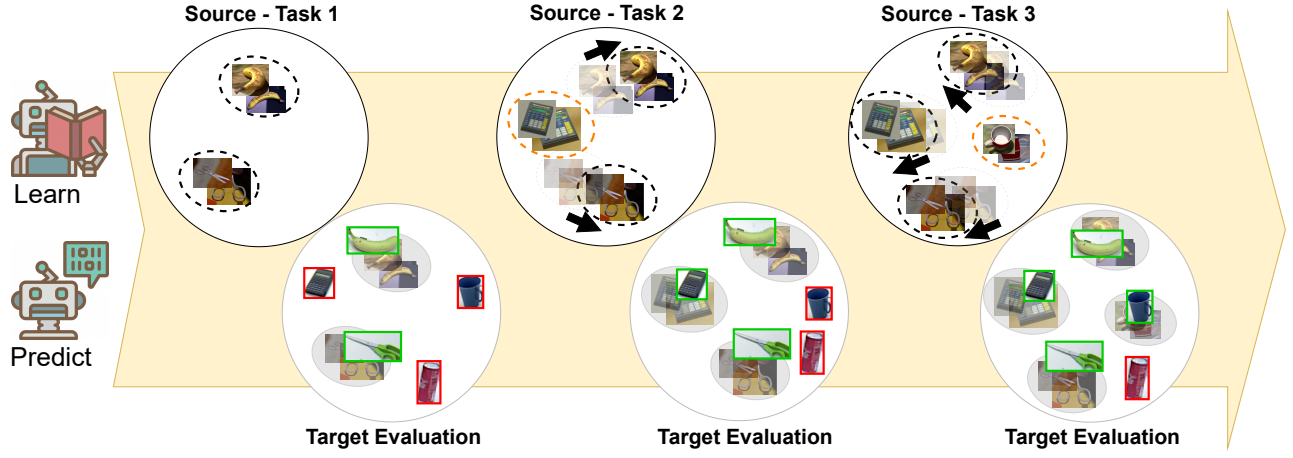 Source - Task 1
Source - Task 2
Source - Task 3
Learn
Predict
Target Evaluation
Target Evaluation
Target Evaluation